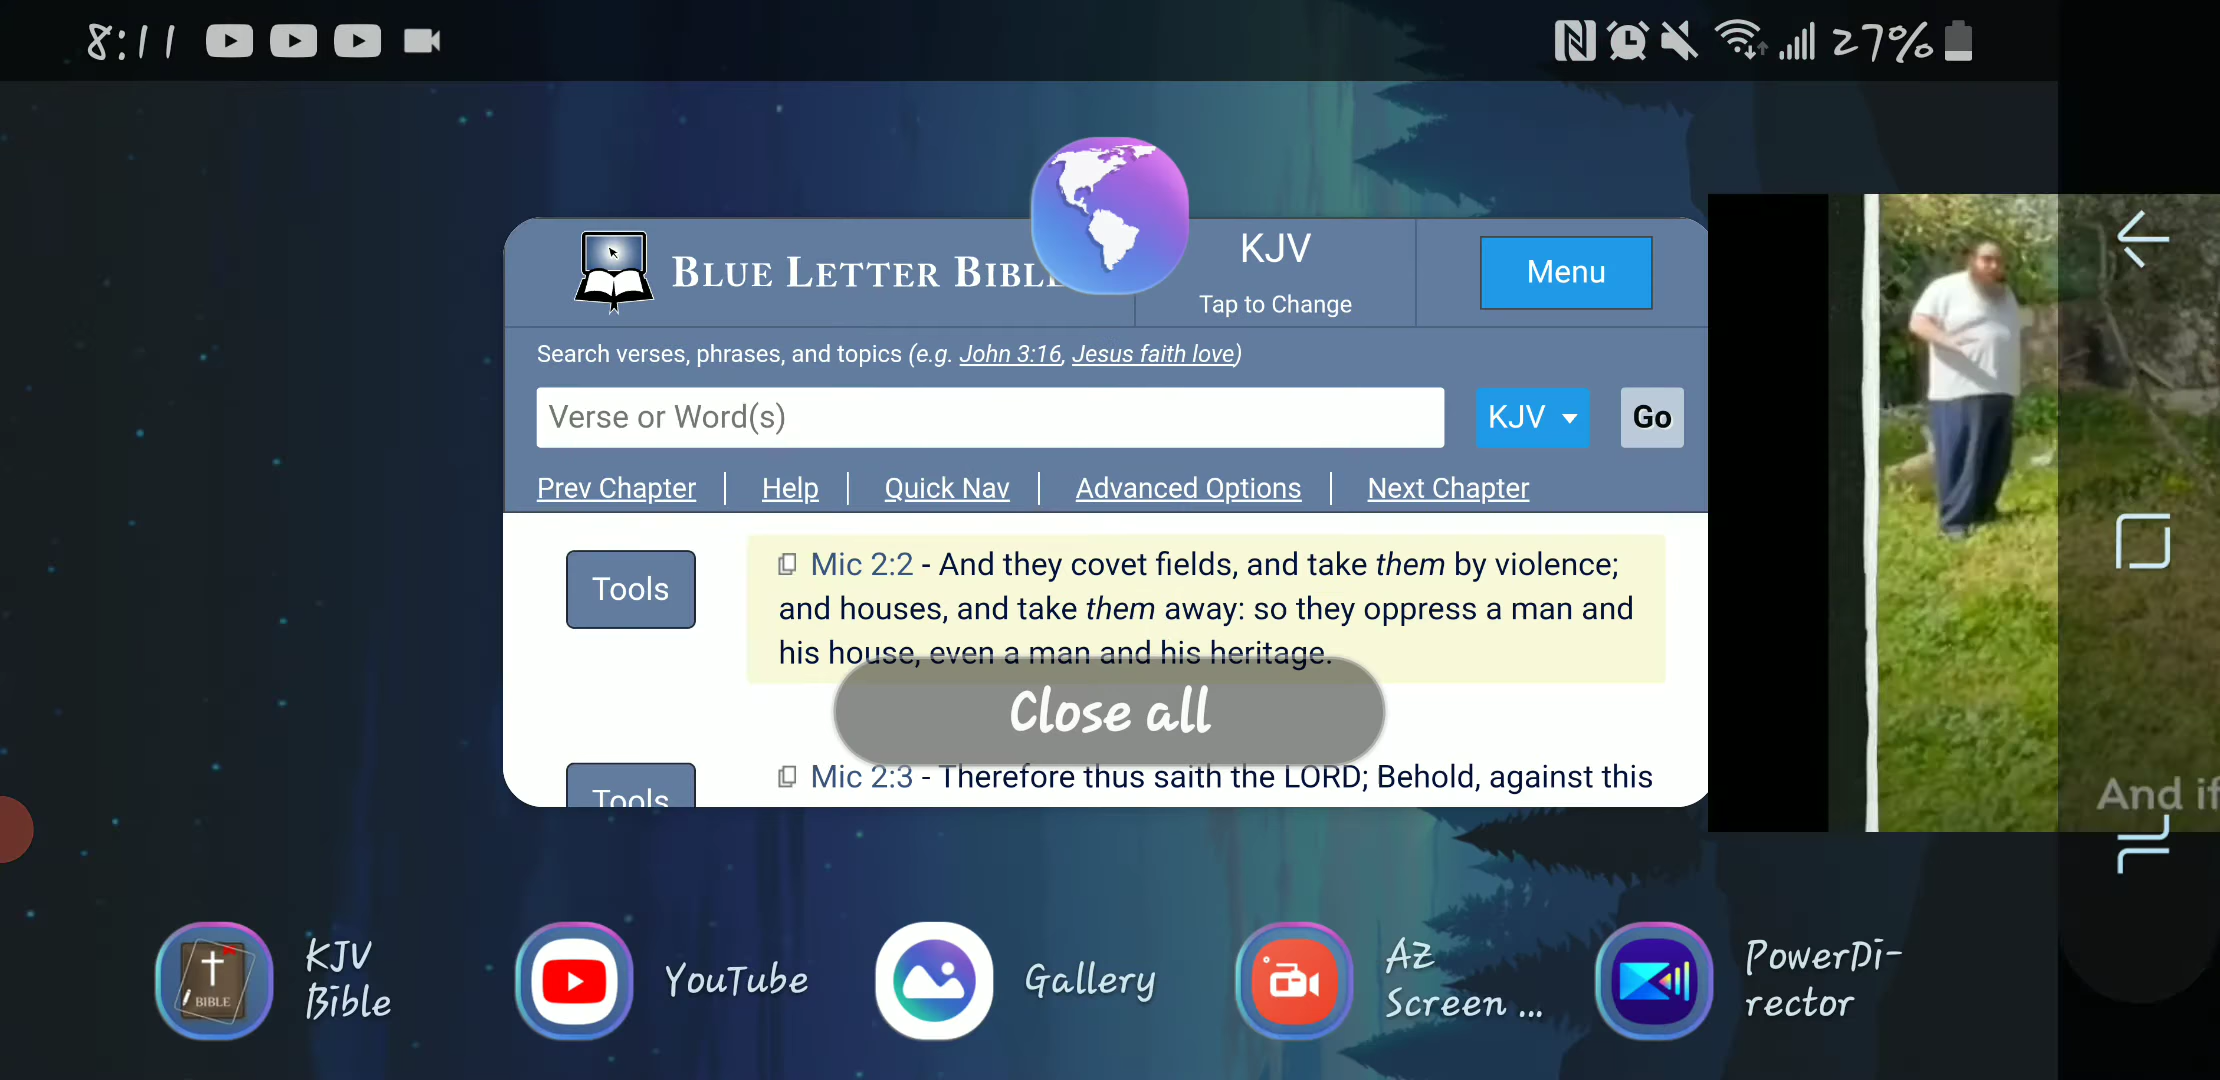 8:11
27%
BLUE LETTER BIBL
KJV
Tap to Change
Menu
Search verses, phrases, and topics (e.g. John 3:16, Jesus faith love)
Verse or Word(s)
KJV
Go
Prev Chapter
Help
Quick Nav
Advanced Options
Next Chapter
Tools
Mic 2:2 - And they covet fields, and take them by violence;
and houses, and take them away: so they oppress a man and
his house, even a man and his heritage.
Close all
Tools
Mic 2:3 - Therefore thus saith the LORD; Behold, against this
And if
BIBLE
KJV
Bible
YouTube
Gallery
AZ
Screen ...
PowerDi-
rector